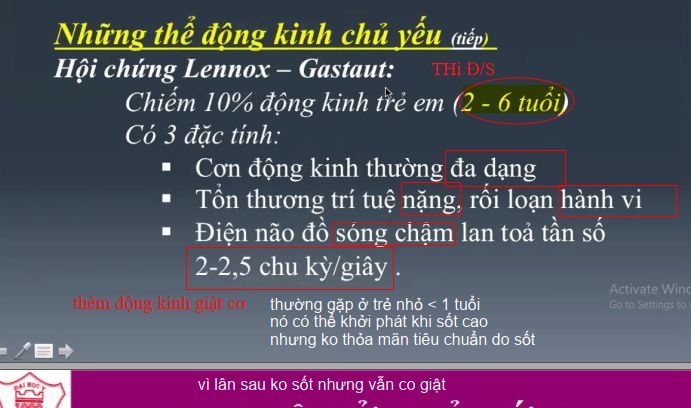 Những thể động kinh chủ yếu (tiếp)
Hội chứng Lennox – Gastaut: THi Đ/S
Chiếm 10% động kinh trẻ em (2 - 6 tuổi)
Có 3 đặc tính:
▪ Cơn động kinh thường đa dạng
▪ Tổn thương trí tuệ nặng, rối loạn hành vi
▪ Điện não đồ sóng chậm lan toả tần số
2-2,5 chu kỳ/giây .
Activate Wind
Go to Settings to a
thêm động kinh giật cơ thường gặp ở trẻ nhỏ < 1 tuổi
nó có thể khởi phát khi sốt cao
nhưng ko thỏa mãn tiêu chuẩn do sốt
vì lân sau ko sốt nhưng vẫn co giật
ĐẠI HỌC Y